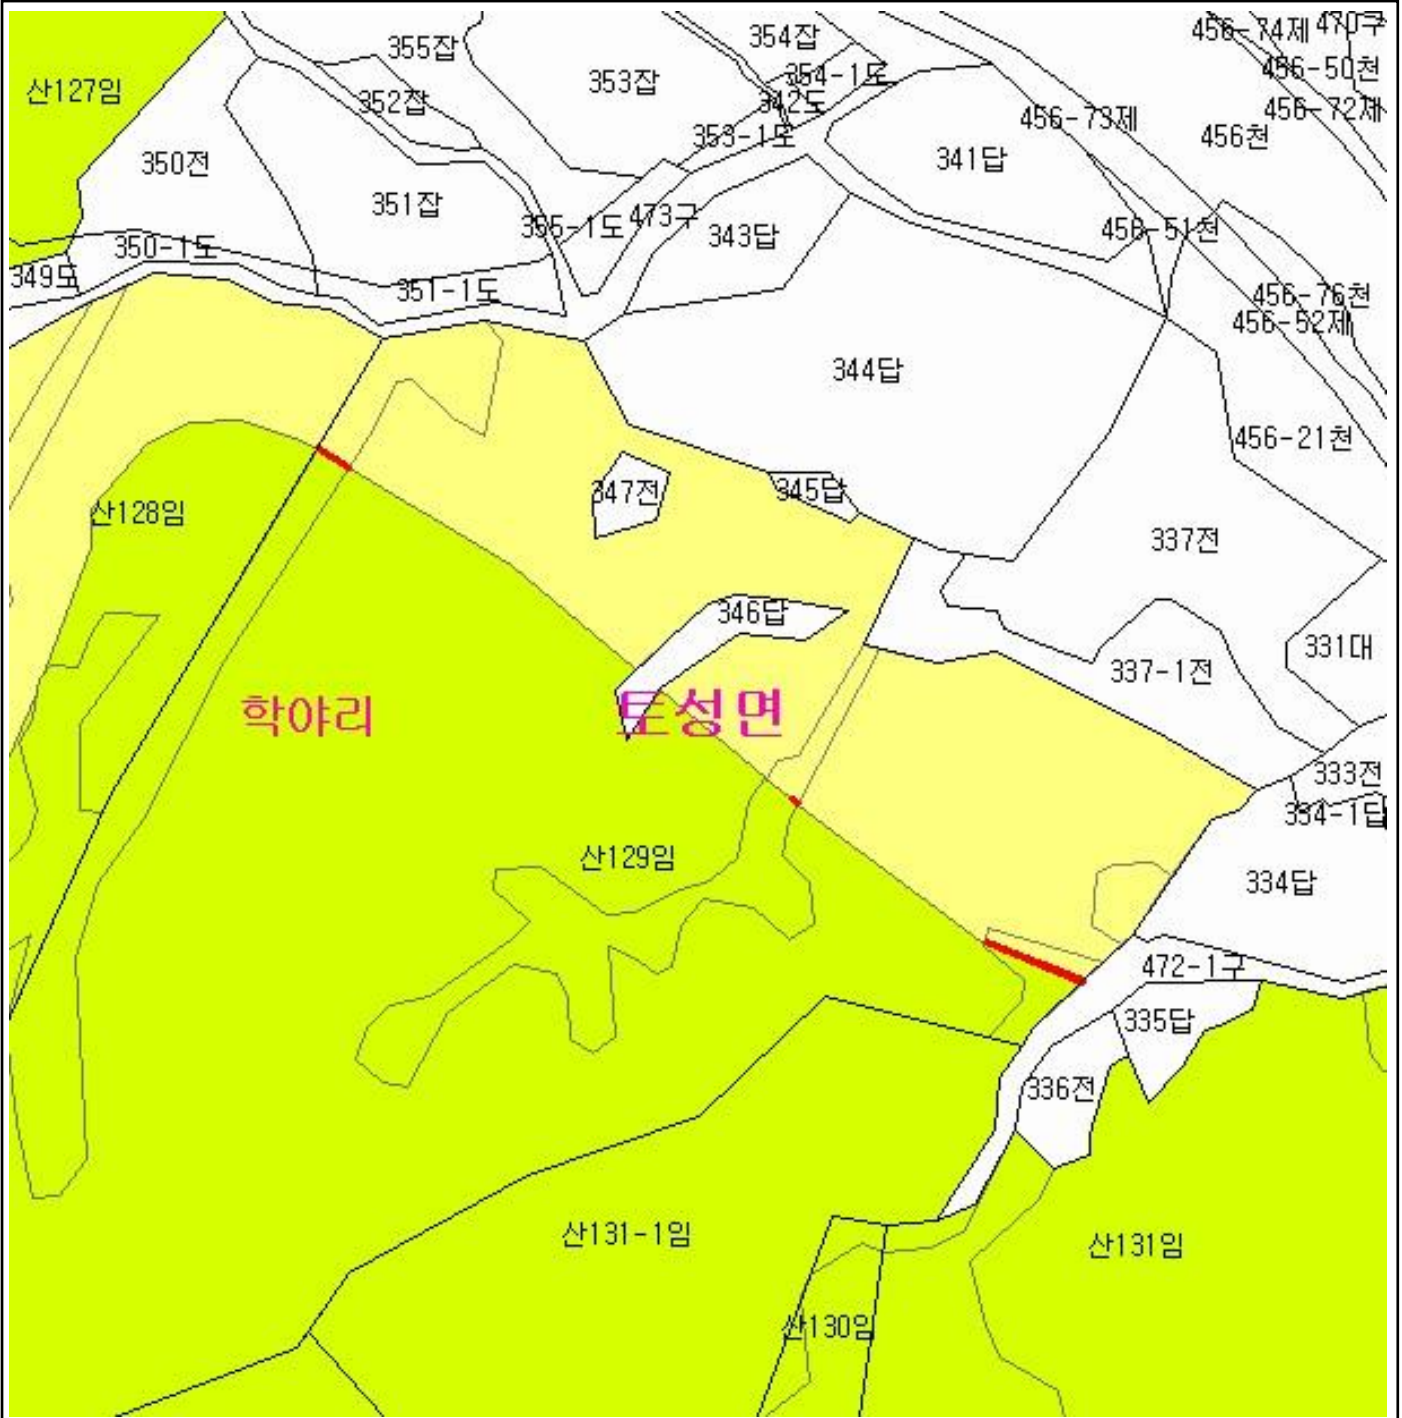 456-74제
470구
355잡
354잡
354-1도
456-50천
산127임
353잡
352잡
342도
456-72제
456-73제
353-1도
456천
350전
341답
351잡
355-1도
473구
343답
456-51천
350-1도
349도
351-1도
456-76천
456-52제
344답
456-21천
347전
345답
산128임
337전
346답
331대
337-1전
학야리
토성면
333전
334-1답
산129임
334답
472-1구
335답
336전
산131-1임
산131임
산130임